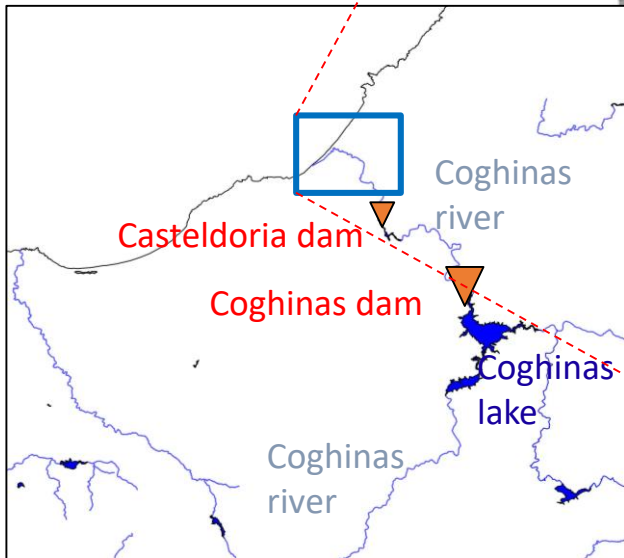 Coghinas
river
Casteldoria dam
Coghinas dam
Coghinas
lake
Coghinas
river